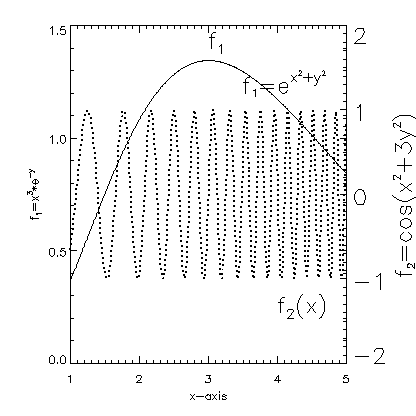 1.5
1.0
0.5
0.0
f₁=x³*e⁻ʸ
f₁
f₁=e^{x²+y²}
f₂(x)
1 2 3 4 5
x-axis
2
1
0
-1
-2
f₂=cos(x²+3y²)